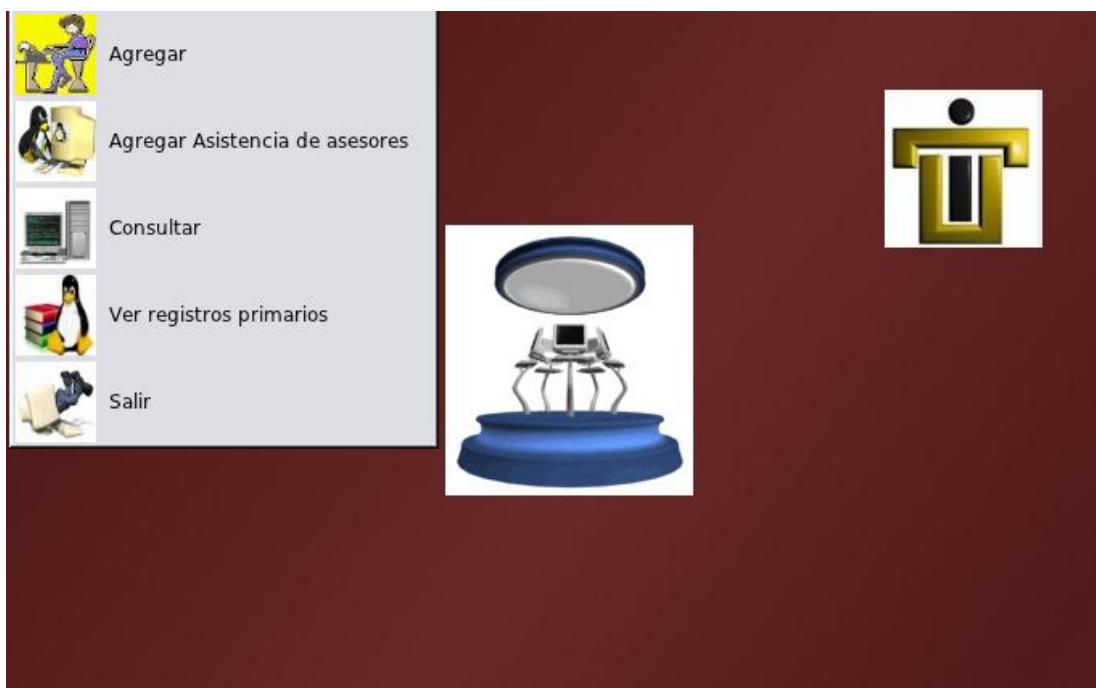 Agregar
Agregar Asistencia de asesores
Consultar
Ver registros primarios
Salir